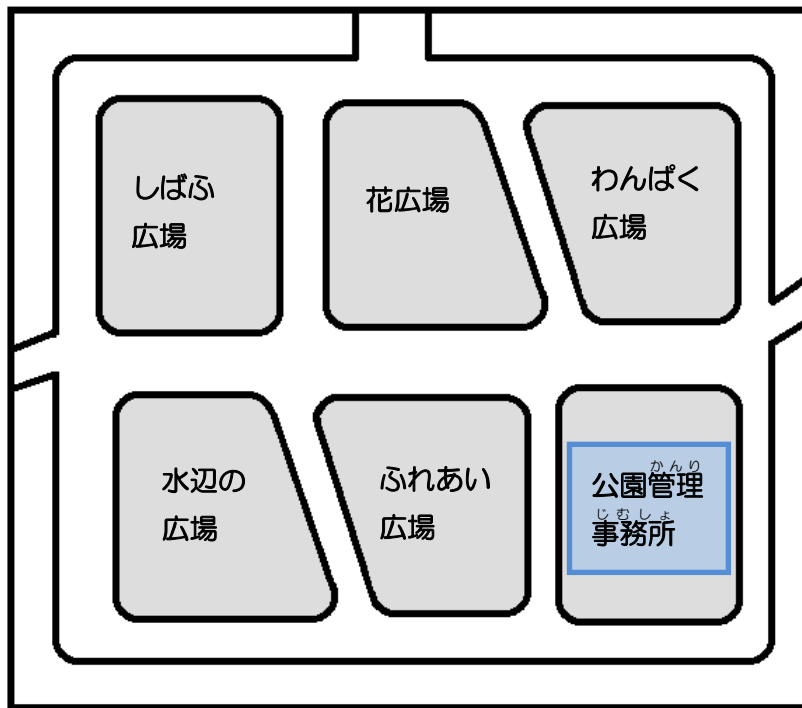 しばふ
広場
花広場
わんぱく
広場
水辺の
広場
ふれあい
広場
かんり
公園管理
じむしょ
事務所